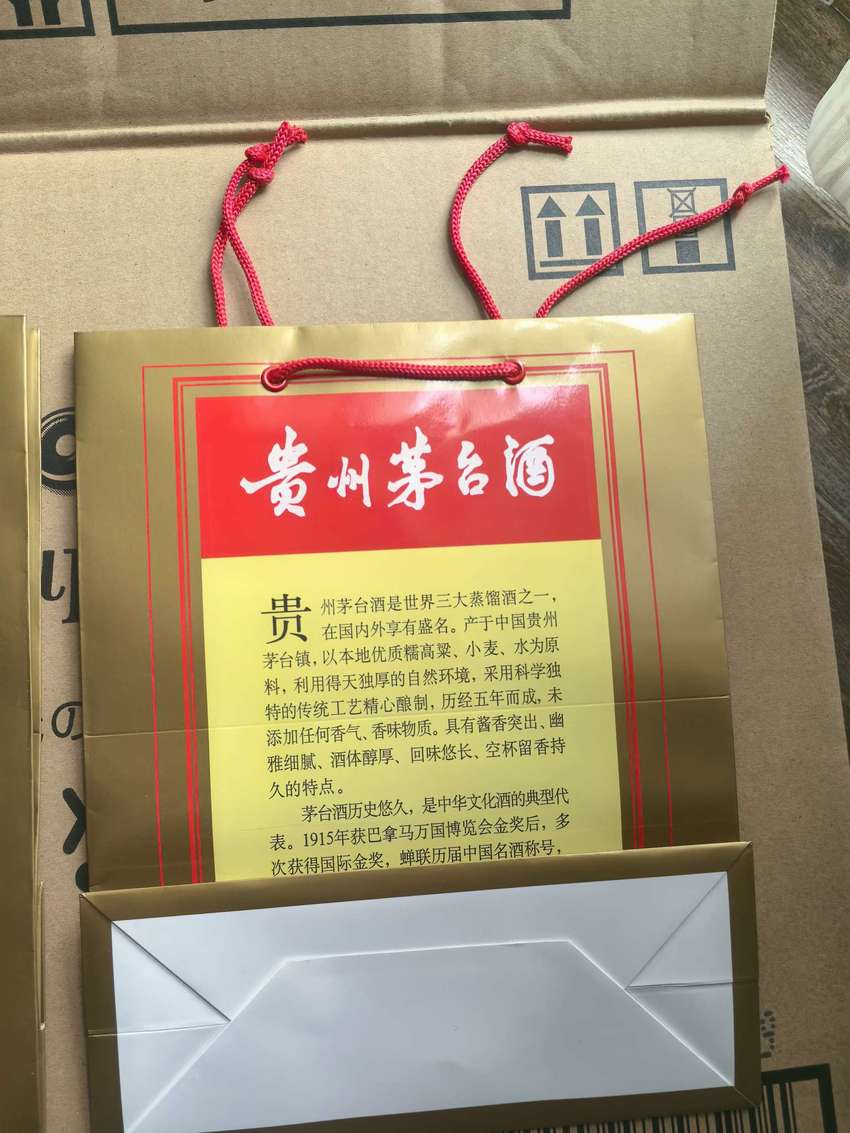 贵州茅台酒
贵州茅台酒是世界三大蒸馏酒之一，
在国内外享有盛名。产于中国贵州
茅台镇，以本地优质糯高粱、小麦、水为原
料，利用得天独厚的自然环境，采用科学独
特的传统工艺精心酿制，历经五年而成，未
添加任何香气、香味物质。具有酱香突出、幽
雅细腻、酒体醇厚、回味悠长、空杯留香持
久的特点。
茅台酒历史悠久，是中华文化酒的典型代
表。1915年获巴拿马万国博览会金奖后，多
次获得国际金奖，蝉联历届中国名酒称号，